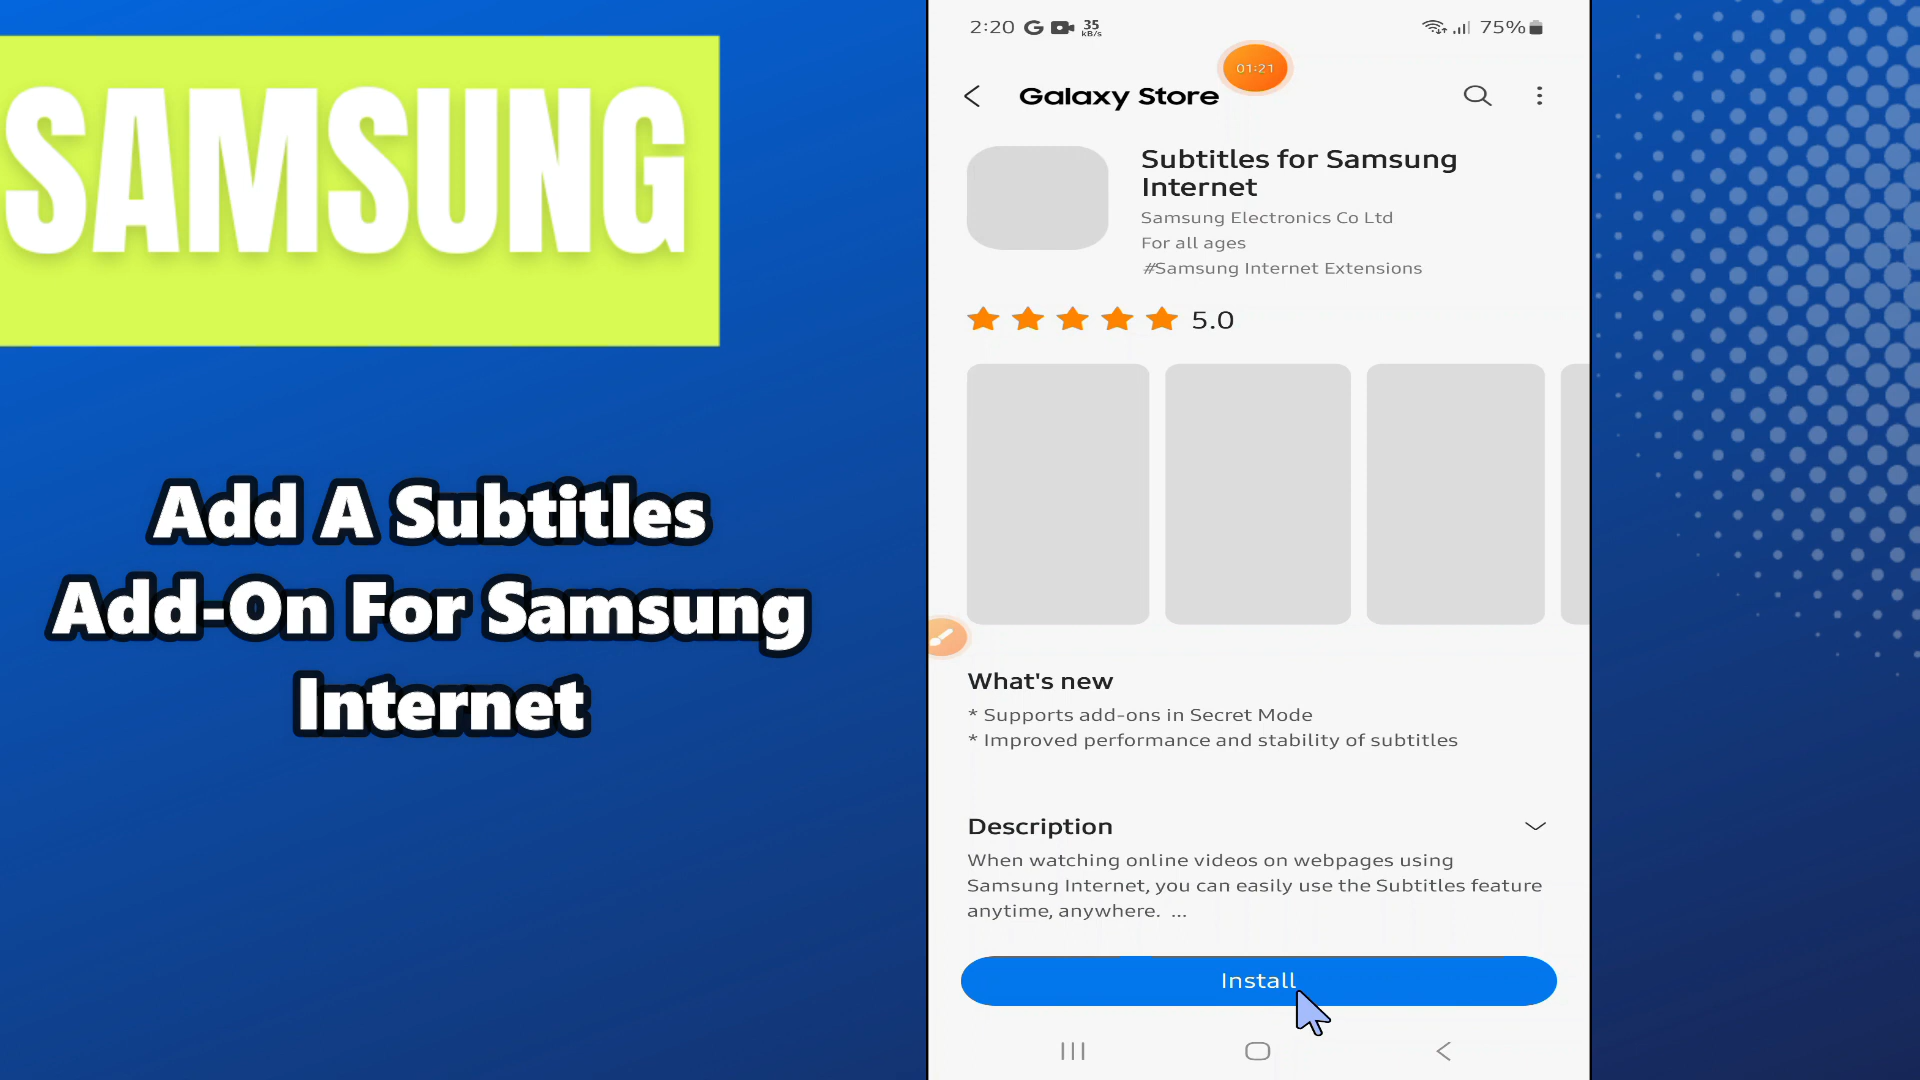 SAMSUNG
Add A Subtitles
Add-On For Samsung
Internet
2:20 G 35 kB/s 75%
01:21
Galaxy Store
Subtitles for Samsung
Internet
Samsung Electronics Co Ltd
For all ages
#Samsung Internet Extensions
5.0
What's new
* Supports add-ons in Secret Mode
* Improved performance and stability of subtitles
Description
When watching online videos on webpages using
Samsung Internet, you can easily use the Subtitles feature
anytime, anywhere. ...
Install